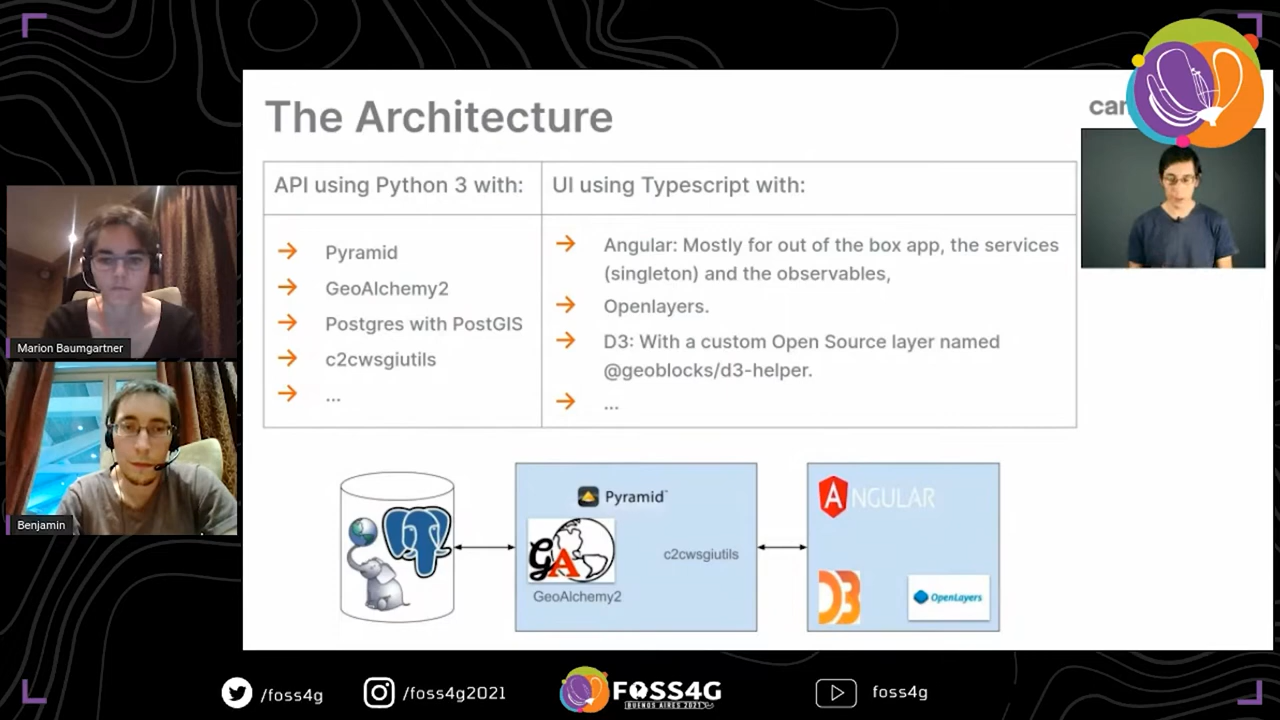 The Architecture
API using Python 3 with:
UI using Typescript with:
Pyramid
GeoAlchemy2
Postgres with PostGIS
c2cwsgiutils
...
Angular: Mostly for out of the box app, the services
(singleton) and the observables,
Openlayers.
D3: With a custom Open Source layer named
@geoblocks/d3-helper.
...
Marion Baumgartner
Benjamin
Pyramid
GA
GeoAlchemy2
c2cwsgiutils
ANGULAR
D3
OpenLayers
/foss4g
/foss4g2021
FOSS4G
BUENOS AIRES 2021
foss4g